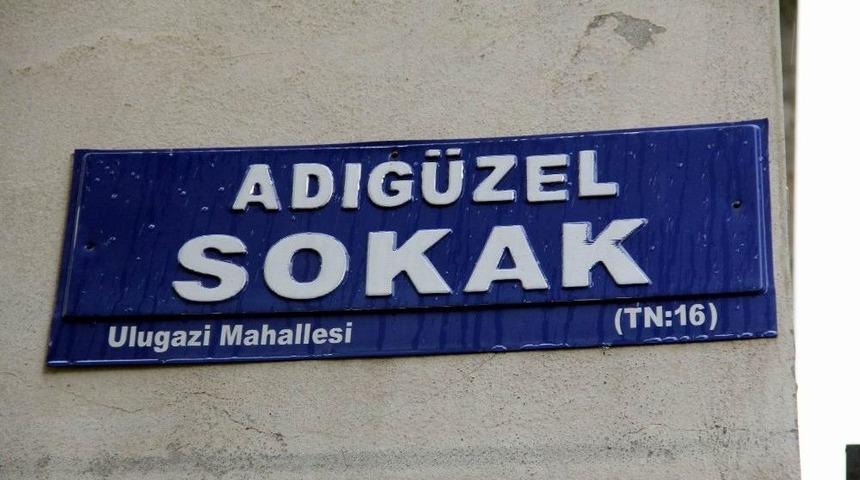 ADIGÜZEL
SOKAK
Ulugazi Mahallesi
(TN:16)